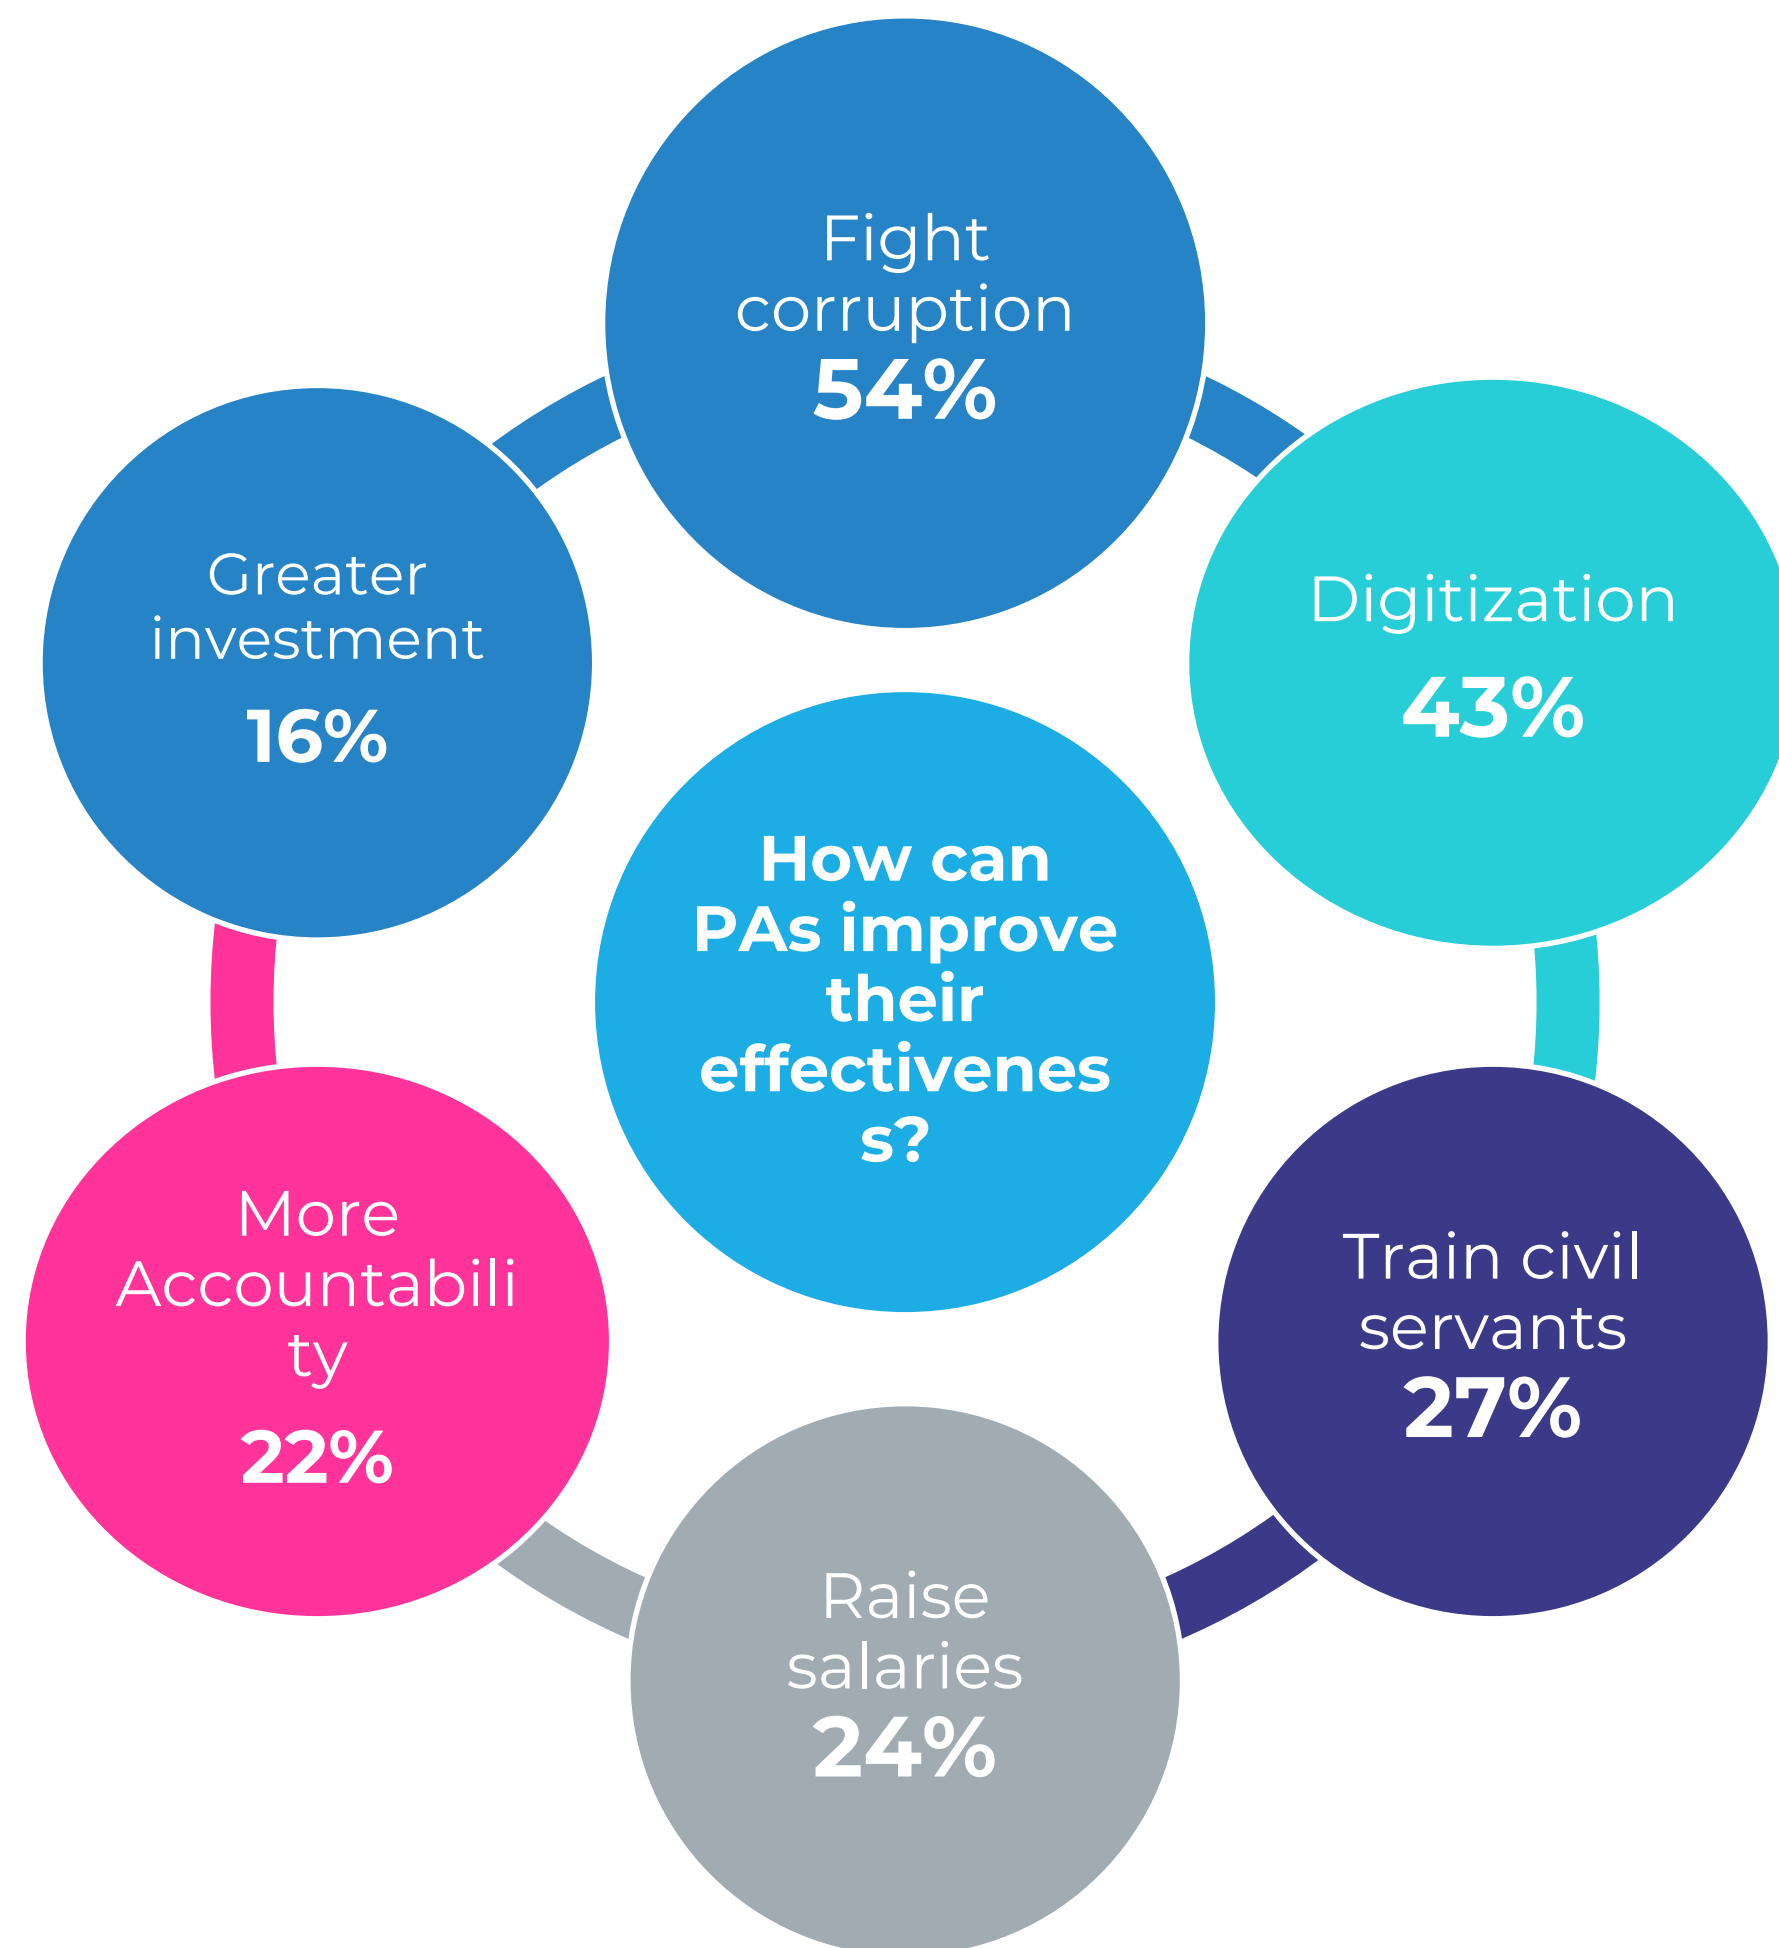 Fight
corruption
54%
Digitization
43%
Greater
investment
16%
How can
PAs improve
their
effectivenes
s?
More
Accountabili
ty
22%
Train civil
servants
27%
Raise
salaries
24%